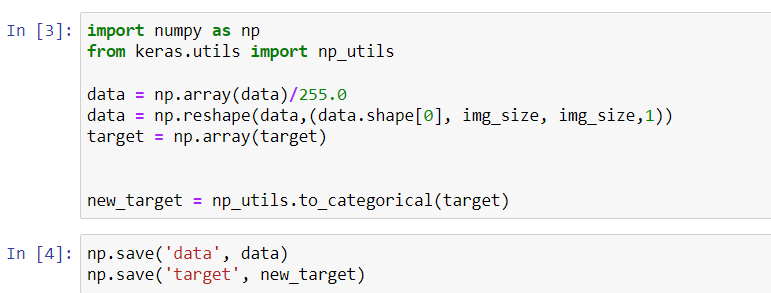 In [3]: import numpy as np
from keras.utils import np_utils
data = np.array(data)/255.0
data = np.reshape(data,(data.shape[0], img_size, img_size,1))
target = np.array(target)
new_target = np_utils.to_categorical(target)
In [4]: np.save('data', data)
np.save('target', new_target)